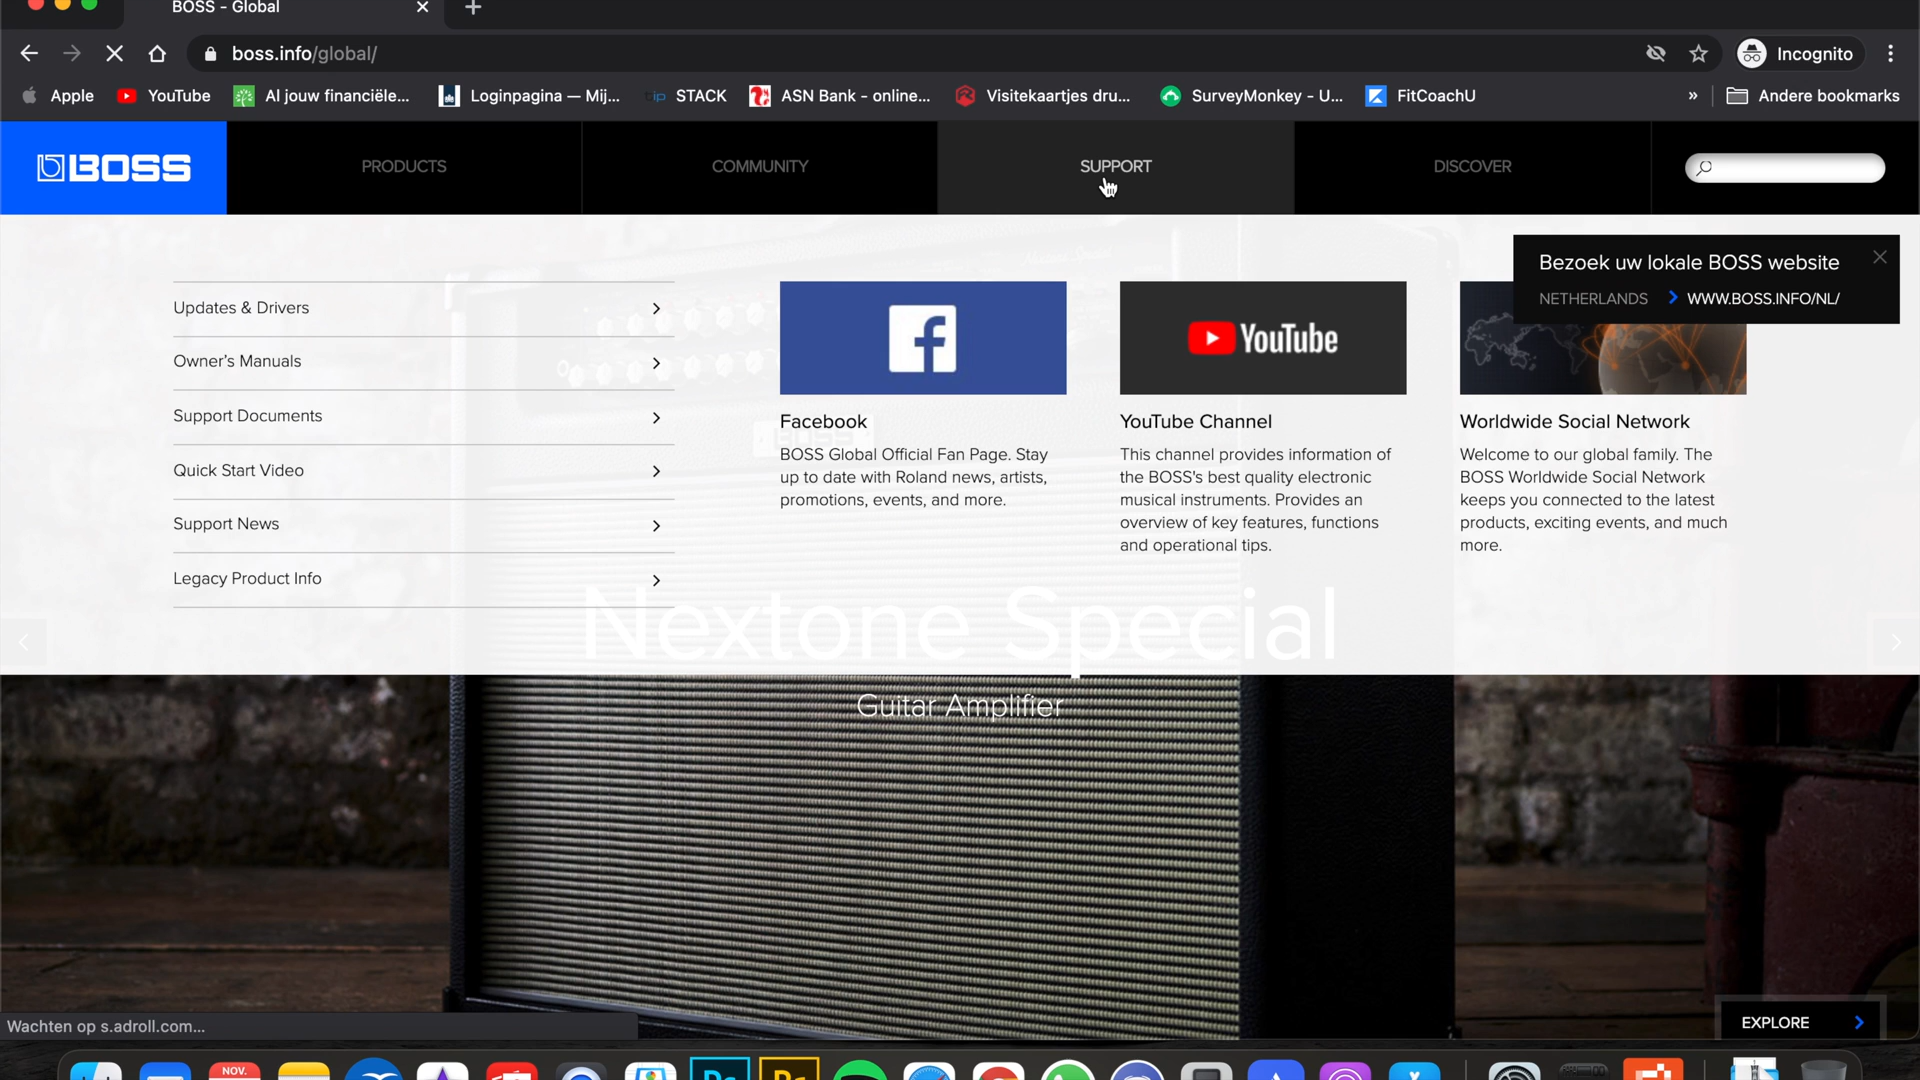 BOSS - Global
boss.info/global/
Incognito
Apple
YouTube
Al jouw financiële...
Loginpagina — Mij...
STACK
ASN Bank - online...
Visitekaartjes dru...
SurveyMonkey - U...
FitCoachU
»
Andere bookmarks
BOSS
PRODUCTS
COMMUNITY
SUPPORT
DISCOVER
Bezoek uw lokale BOSS website
NETHERLANDS
WWW.BOSS.INFO/NL/
Updates & Drivers
Owner's Manuals
Support Documents
Quick Start Video
Support News
Legacy Product Info
Facebook
BOSS Global Official Fan Page. Stay
up to date with Roland news, artists,
promotions, events, and more.
YouTube
YouTube Channel
This channel provides information of
the BOSS's best quality electronic
musical instruments. Provides an
overview of key features, functions
and operational tips.
Worldwide Social Network
Welcome to our global family. The
BOSS Worldwide Social Network
keeps you connected to the latest
products, exciting events, and much
more.
Nextone Special
Guitar Amplifier
EXPLORE
Wachten op s.adroll.com...
NOV.